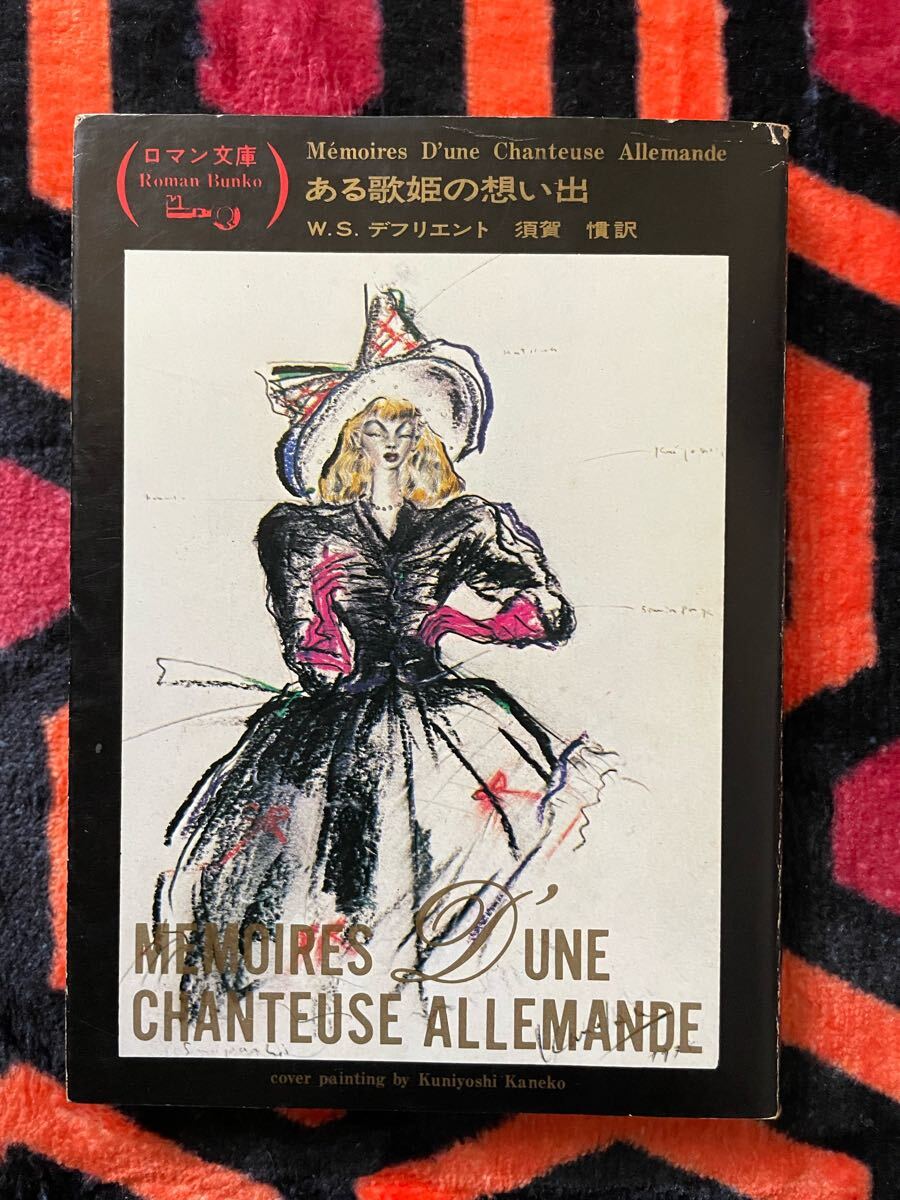 ロマン文庫
Roman Bunko
Mémoires D'une Chanteuse Allemande
ある歌姫の想い出
W.S. デフリエント 須賀 慣訳
MEMOIRES D'UNE
CHANTEUSE ALLEMANDE
cover painting by Kuniyoshi Kaneko